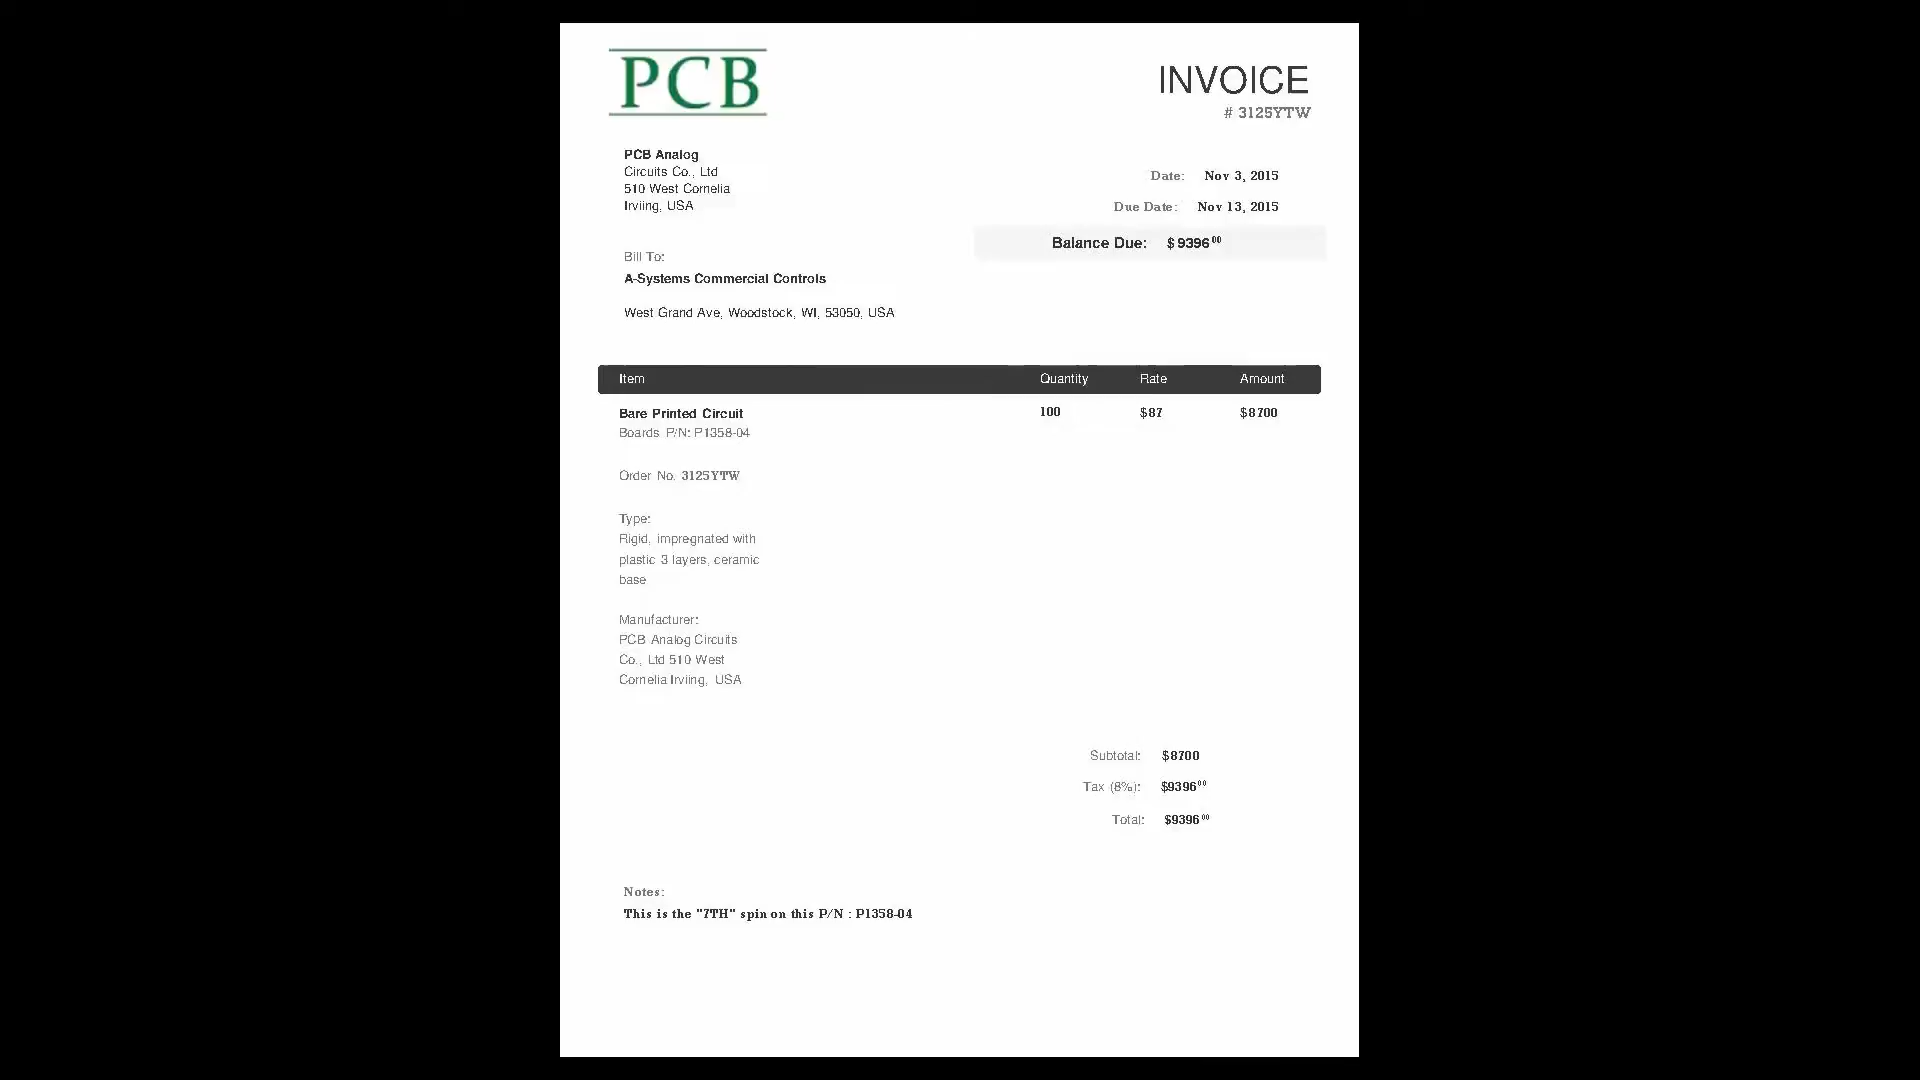 PCB
INVOICE
# 3125YTW
PCB Analog
Circuits Co., Ltd
510 West Cornelia
Irviing, USA
Date: Nov 3, 2015
Due Date: Nov 13, 2015
Balance Due: $ 9396 00
Bill To:
A-Systems Commercial Controls
West Grand Ave, Woodstock, WI, 53050, USA
Item Quantity Rate Amount
Bare Printed Circuit 100 $87 $8700
Boards P/N: P1358-04
Order No. 3125YTW
Type:
Rigid, impregnated with
plastic 3 layers, ceramic
base
Manufacturer:
PCB Analog Circuits
Co., Ltd 510 West
Cornelia Irviing, USA
Subtotal: $8700
Tax (8%): $9396 00
Total: $9396 00
Notes:
This is the "7TH" spin on this P/N : P1358-04